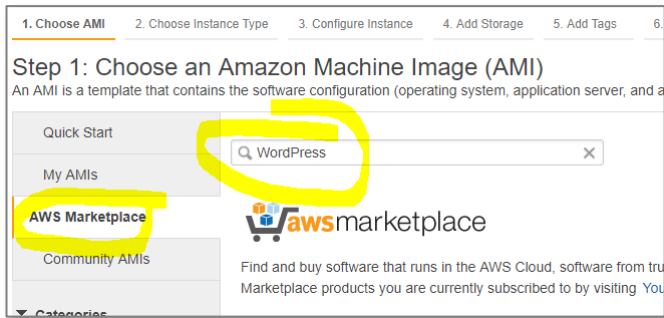 1. Choose AMI 2. Choose Instance Type 3. Configure Instance 4. Add Storage 5. Add Tags 6.
Step 1: Choose an Amazon Machine Image (AMI)
An AMI is a template that contains the software configuration (operating system, application server, and a
Quick Start
My AMIs
AWS Marketplace
Community AMIs
Categories
WordPress
awsmarketplace
Find and buy software that runs in the AWS Cloud, software from tru
Marketplace products you are currently subscribed to by visiting You